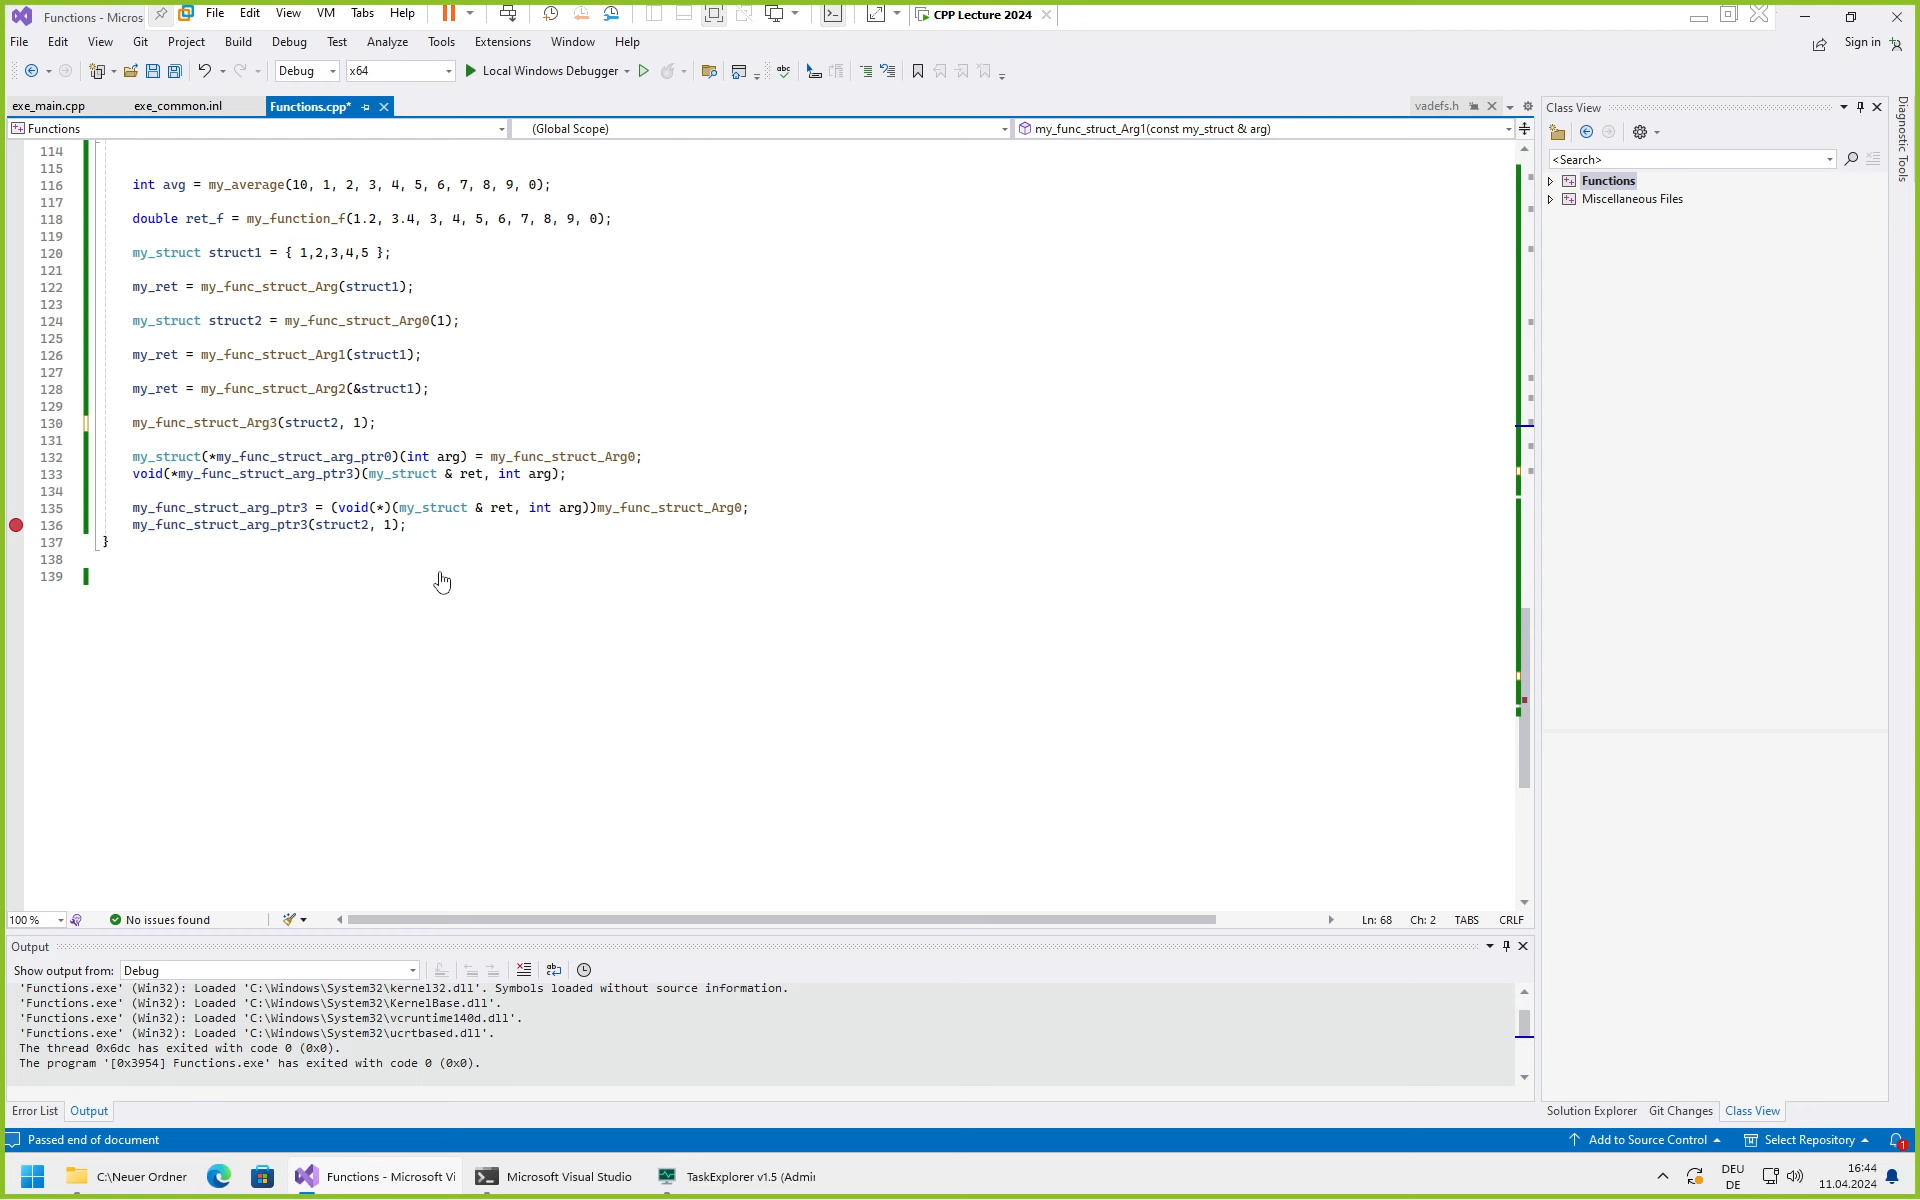 Functions - Micros
File Edit View VM Tabs Help
CPP Lecture 2024
File Edit View Git Project Build Debug Test Analyze Tools Extensions Window Help
Sign in
Debug x64 Local Windows Debugger
exe_main.cpp exe_common.inl Functions.cpp* vadefs.h
Functions (Global Scope) my_func_struct_Arg1(const my_struct & arg)
Class View
<Search>
Functions
Miscellaneous Files
Diagnostic Tools
114
115
116 int avg = my_average(10, 1, 2, 3, 4, 5, 6, 7, 8, 9, 0);
117
118 double ret_f = my_function_f(1.2, 3.4, 3, 4, 5, 6, 7, 8, 9, 0);
119
120 my_struct struct1 = { 1,2,3,4,5 };
121
122 my_ret = my_func_struct_Arg(struct1);
123
124 my_struct struct2 = my_func_struct_Arg0(1);
125
126 my_ret = my_func_struct_Arg1(struct1);
127
128 my_ret = my_func_struct_Arg2(&struct1);
129
130 my_func_struct_Arg3(struct2, 1);
131
132 my_struct(*my_func_struct_arg_ptr0)(int arg) = my_func_struct_Arg0;
133 void(*my_func_struct_arg_ptr3)(my_struct & ret, int arg);
134
135 my_func_struct_arg_ptr3 = (void(*)(my_struct & ret, int arg))my_func_struct_Arg0;
136 my_func_struct_arg_ptr3(struct2, 1);
137 }
138
139
100 % No issues found Ln: 68 Ch: 2 TABS CRLF
Output
Show output from: Debug
'Functions.exe' (Win32): Loaded 'C:\Windows\System32\kernel32.dll'. Symbols loaded without source information.
'Functions.exe' (Win32): Loaded 'C:\Windows\System32\KernelBase.dll'.
'Functions.exe' (Win32): Loaded 'C:\Windows\System32\vcruntime140d.dll'.
'Functions.exe' (Win32): Loaded 'C:\Windows\System32\ucrtbased.dll'.
The thread 0x6dc has exited with code 0 (0x0).
The program '[0x3954] Functions.exe' has exited with code 0 (0x0).
Error List Output
Solution Explorer Git Changes Class View
Passed end of document
Add to Source Control Select Repository 1
C:\Neuer Ordner Functions - Microsoft Vi Microsoft Visual Studio TaskExplorer v1.5 (Admi
DEU
DE
16:44
11.04.2024